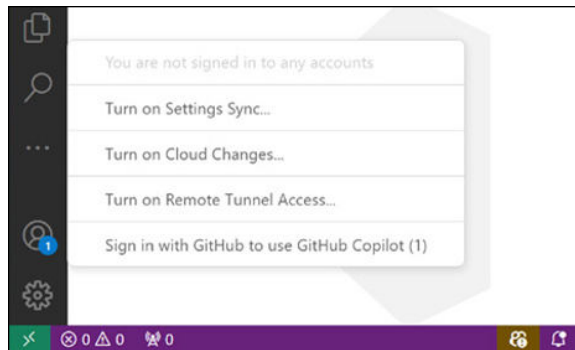 You are not signed in to any accounts
Turn on Settings Sync...
Turn on Cloud Changes...
Turn on Remote Tunnel Access...
1
Sign in with GitHub to use GitHub Copilot (1)
0 0 0